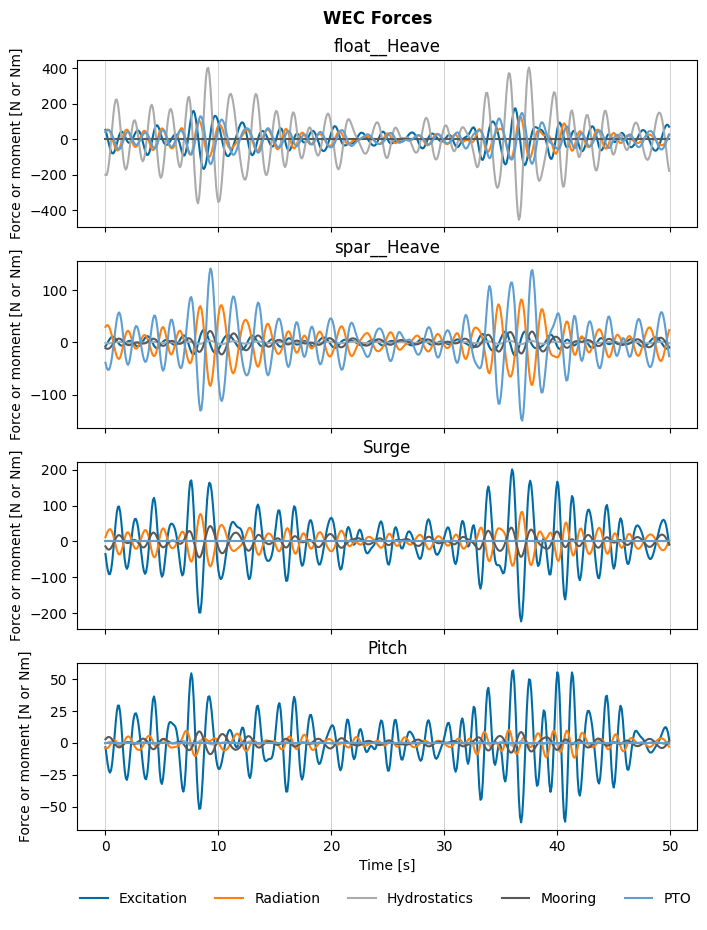 WEC Forces
float__Heave
Force or moment [N or Nm]
400
200
0
−200
−400
spar__Heave
Force or moment [N or Nm]
100
0
−100
Surge
Force or moment [N or Nm]
200
100
0
−100
−200
Pitch
Force or moment [N or Nm]
50
25
0
−25
−50
0 10 20 30 40 50
Time [s]
Excitation Radiation Hydrostatics Mooring PTO